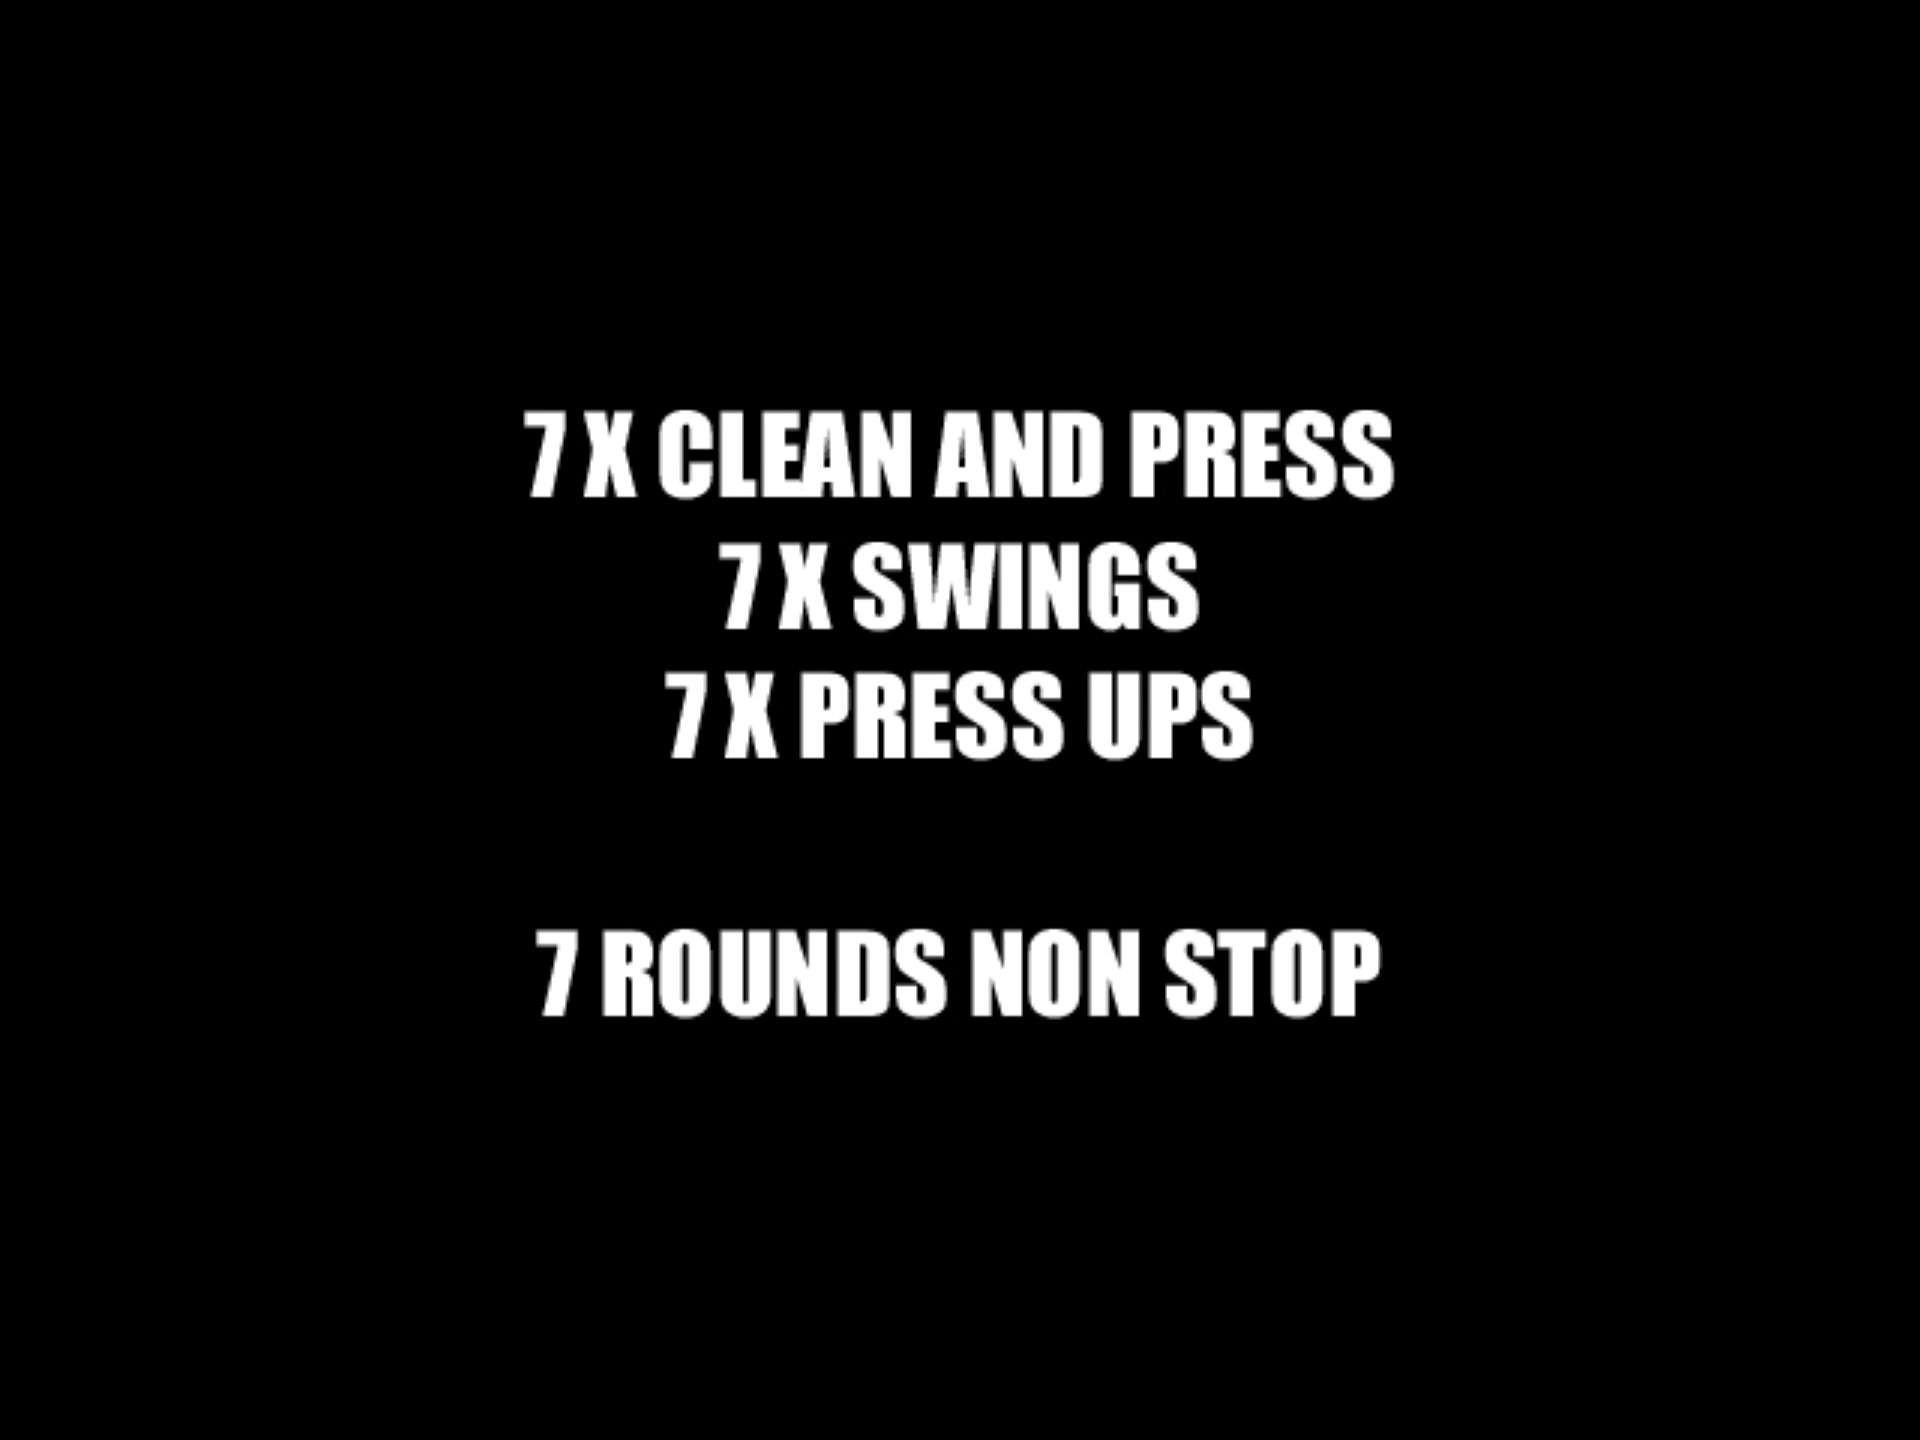 7 X CLEAN AND PRESS
7 X SWINGS
7 X PRESS UPS
7 ROUNDS NON STOP